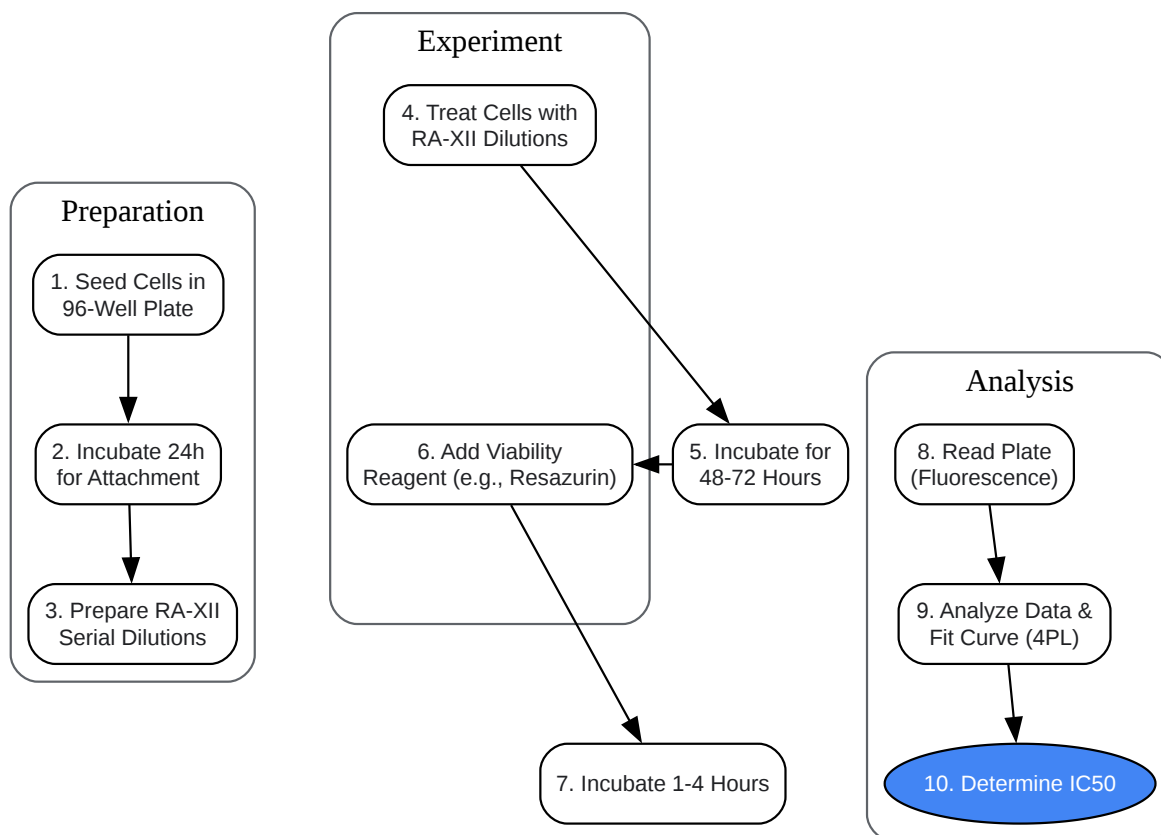 Preparation
1. Seed Cells in
96-Well Plate
2. Incubate 24h
for Attachment
3. Prepare RA-XII
Serial Dilutions
Experiment
4. Treat Cells with
RA-XII Dilutions
5. Incubate for
48-72 Hours
6. Add Viability
Reagent (e.g., Resazurin)
7. Incubate 1-4 Hours
Analysis
8. Read Plate
(Fluorescence)
9. Analyze Data &
Fit Curve (4PL)
10. Determine IC50